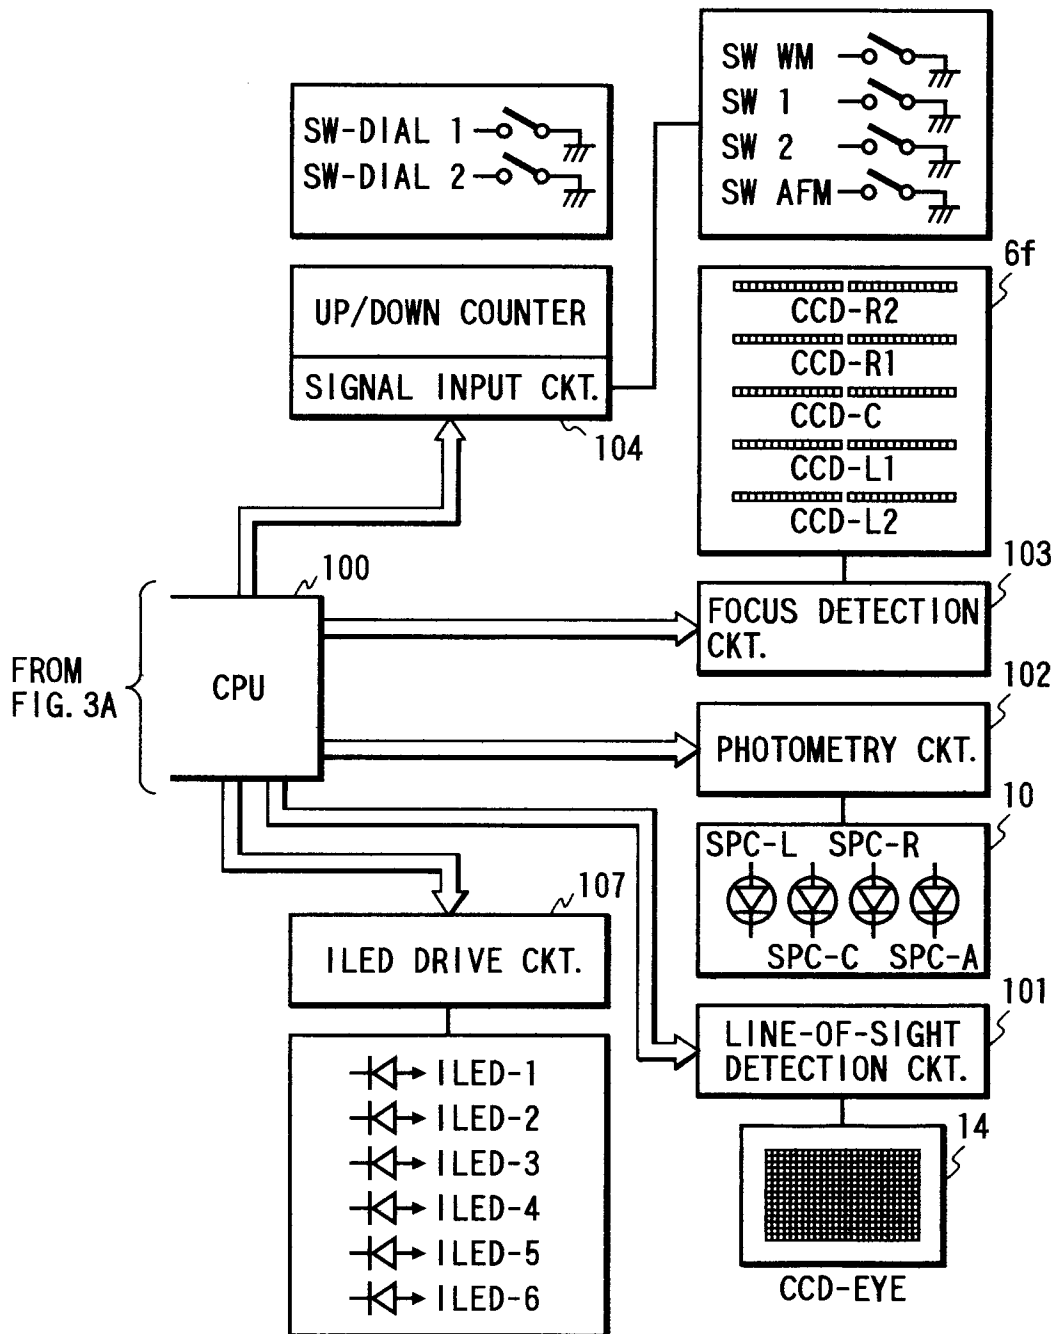 SW WM
SW 1
SW 2
SW AFM
SW-DIAL 1
SW-DIAL 2
6f
UP/DOWN COUNTER
SIGNAL INPUT CKT.
104
CCD-R2
CCD-R1
CCD-C
CCD-L1
CCD-L2
100
103
FROM
FIG. 3A
CPU
FOCUS DETECTION
CKT.
102
PHOTOMETRY CKT.
10
SPC-L SPC-R
SPC-C SPC-A
107
ILED DRIVE CKT.
101
LINE-OF-SIGHT
DETECTION CKT.
ILED-1
ILED-2
ILED-3
ILED-4
ILED-5
ILED-6
14
CCD-EYE